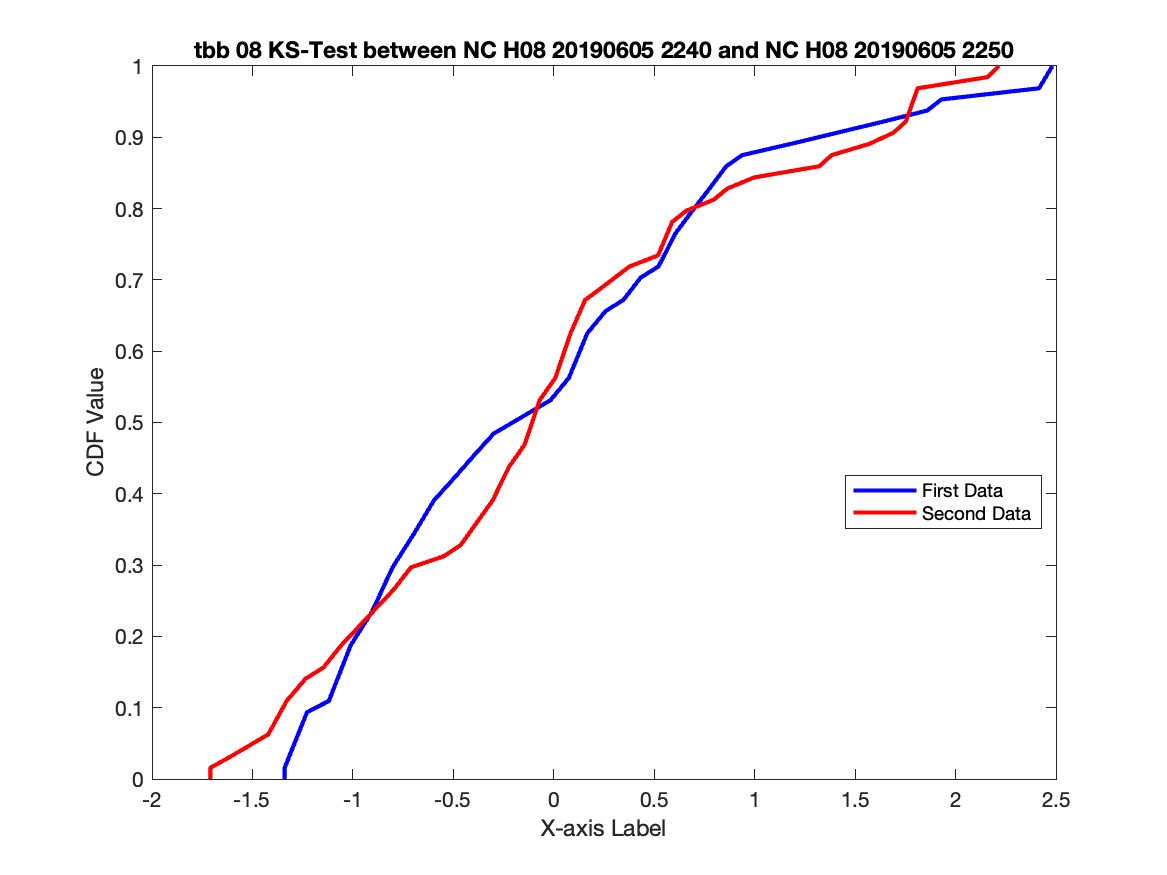 tbb 08 KS-Test between NC H08 20190605 2240 and NC H08 20190605 2250
1
0.9
0.8
0.7
0.6
0.5
0.4
0.3
0.2
0.1
0
CDF Value
First Data
Second Data
-2 -1.5 -1 -0.5 0 0.5 1 1.5 2 2.5
X-axis Label